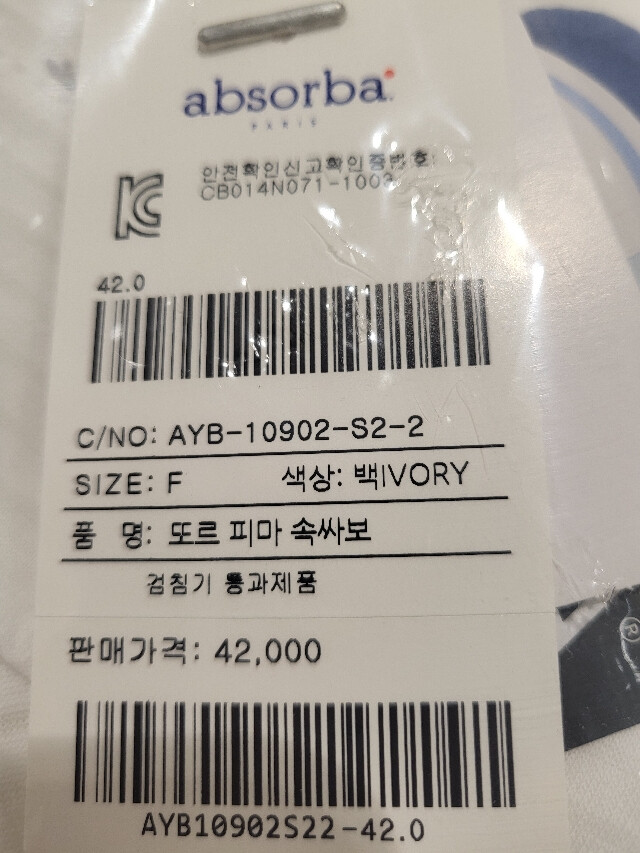 absorba
PARIS
안전확인신고확인증번호:
CB014N071-1003
42.0
C/NO: AYB-10902-S2-2
SIZE: F 색상: 백IVORY
품 명: 또르 피마 속싸보
검침기 통과제품
판매가격: 42,000
AYB10902S22-42.0